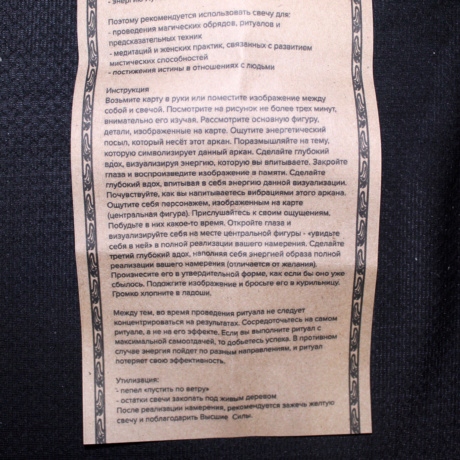 - энергии
Поэтому рекомендуется использовать свечу для:
- проведения магических обрядов, ритуалов и
предсказательных техник
- медитаций и женских практик, связанных с развитием
мистических способностей
- постижения истины в отношениях с людьми
Инструкция
Возьмите карту в руки или поместите изображение между
собой и свечой. Посмотрите на рисунок не более трех минут,
внимательно его изучая. Рассмотрите основную фигуру,
детали, изображенные на карте. Ощутите энергетический
посыл, который несёт этот аркан. Поразмышляйте на тему,
которую символизирует данный аркан. Сделайте глубокий
вдох, визуализируя энергию, которую вы впитываете. Закройте
глаза и воспроизведите изображение в памяти. Сделайте
глубокий вдох, впитывая в себя энергию данной визуализации.
Почувствуйте, как вы напитываетесь вибрациями этого аркана.
Ощутите себя персонажем, изображенным на карте
(центральная фигура). Прислушайтесь к своим ощущениям.
Побудьте в них какое-то время. Откройте глаза и
визуализируйте себя на месте центральной фигуры - «увидьте
себя в ней» в полной реализации вашего намерения. Сделайте
третий глубокий вдох, наполняя себя энергией образа полной
реализации вашего намерения (отличается от желания).
Произнесите его в утвердительной форме, как если бы оно уже
сбылось. Подожгите изображение и бросьте его в курильницу.
Громко хлопните в ладоши.
Между тем, во время проведения ритуала не следует
концентрироваться на результатах. Сосредоточьтесь на самом
ритуале, а не на его эффекте. Если вы выполните ритуал с
максимальной самоотдачей, то добьетесь успеха. В противном
случае энергия пойдет по разным направлениям, и ритуал
потеряет свою эффективность.
Утилизация:
- пепел «пустить по ветру»
- остатки свечи закопать под живым деревом
После реализации намерения, рекомендуется зажечь желтую
свечу и поблагодарить Высшие Силы.